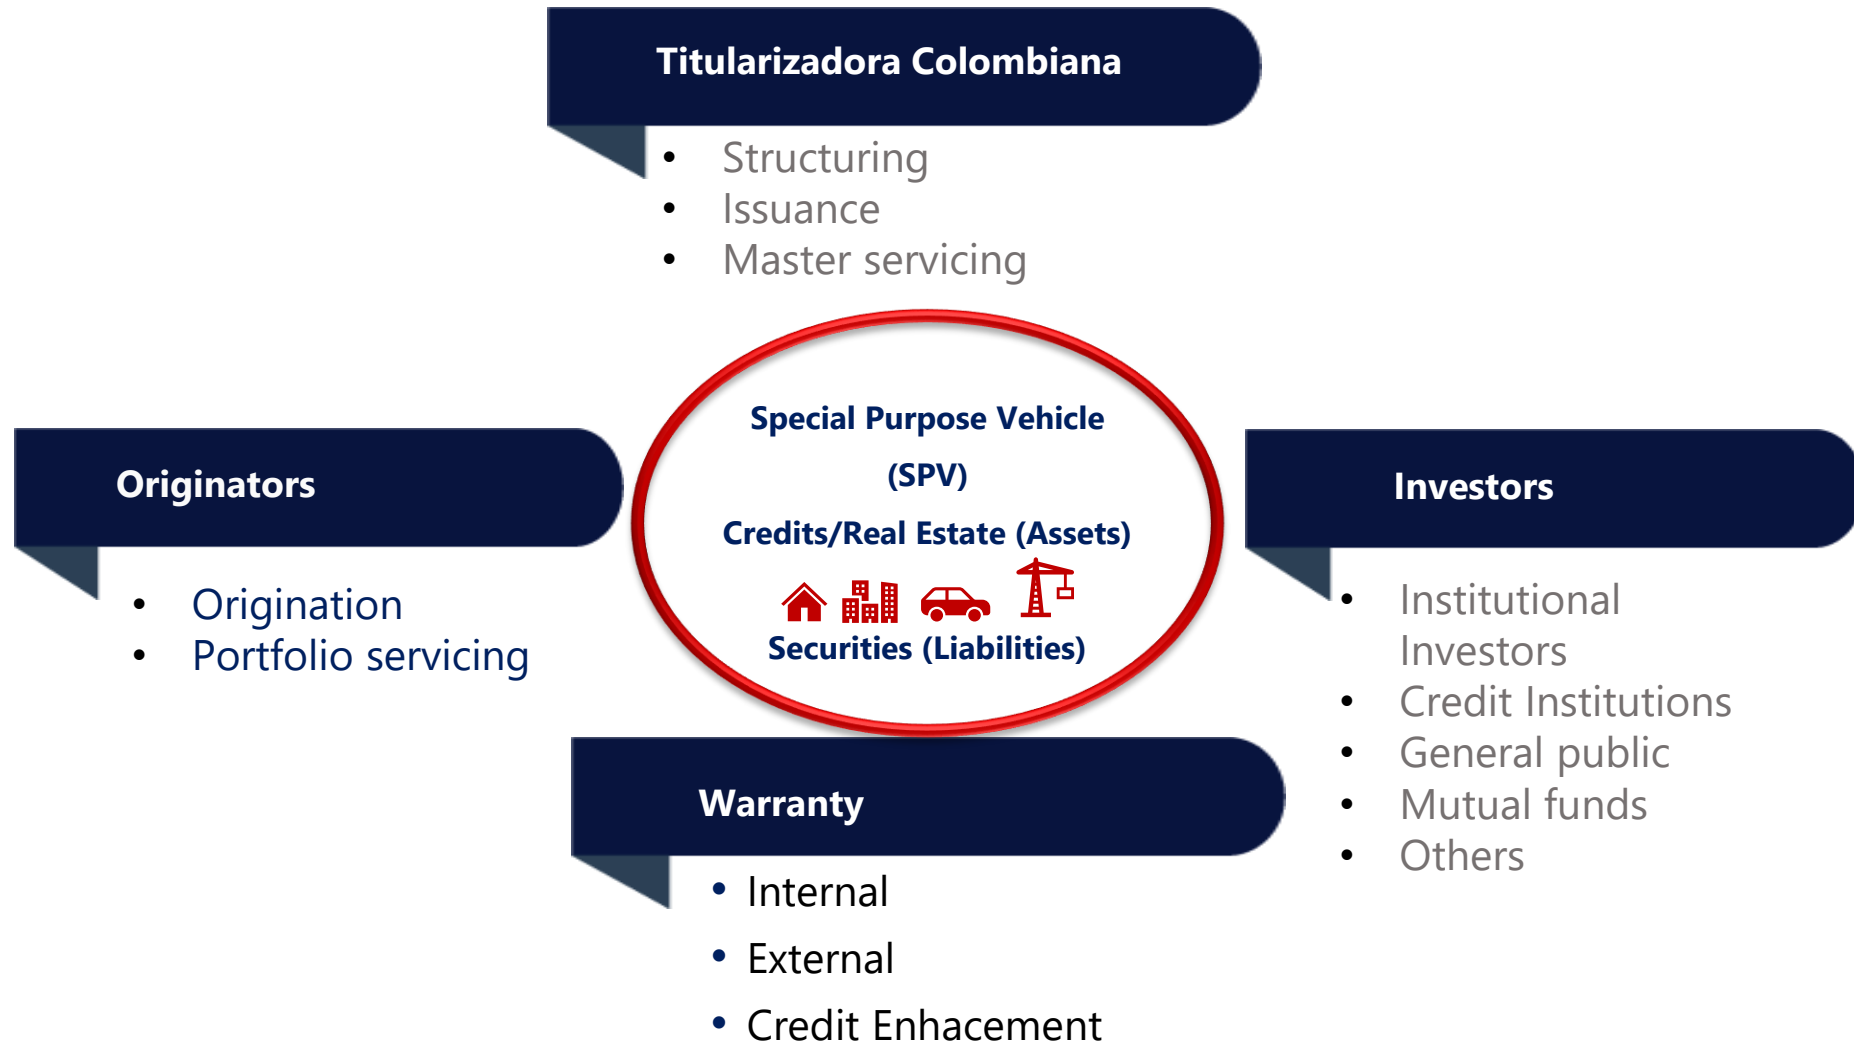 Titularizadora Colombiana
• Structuring
• Issuance
• Master servicing
Originators
• Origination
• Portfolio servicing
Special Purpose Vehicle
(SPV)
Credits/Real Estate (Assets)
Securities (Liabilities)
Investors
• Institutional
Investors
• Credit Institutions
• General public
• Mutual funds
• Others
Warranty
• Internal
• External
• Credit Enhacement